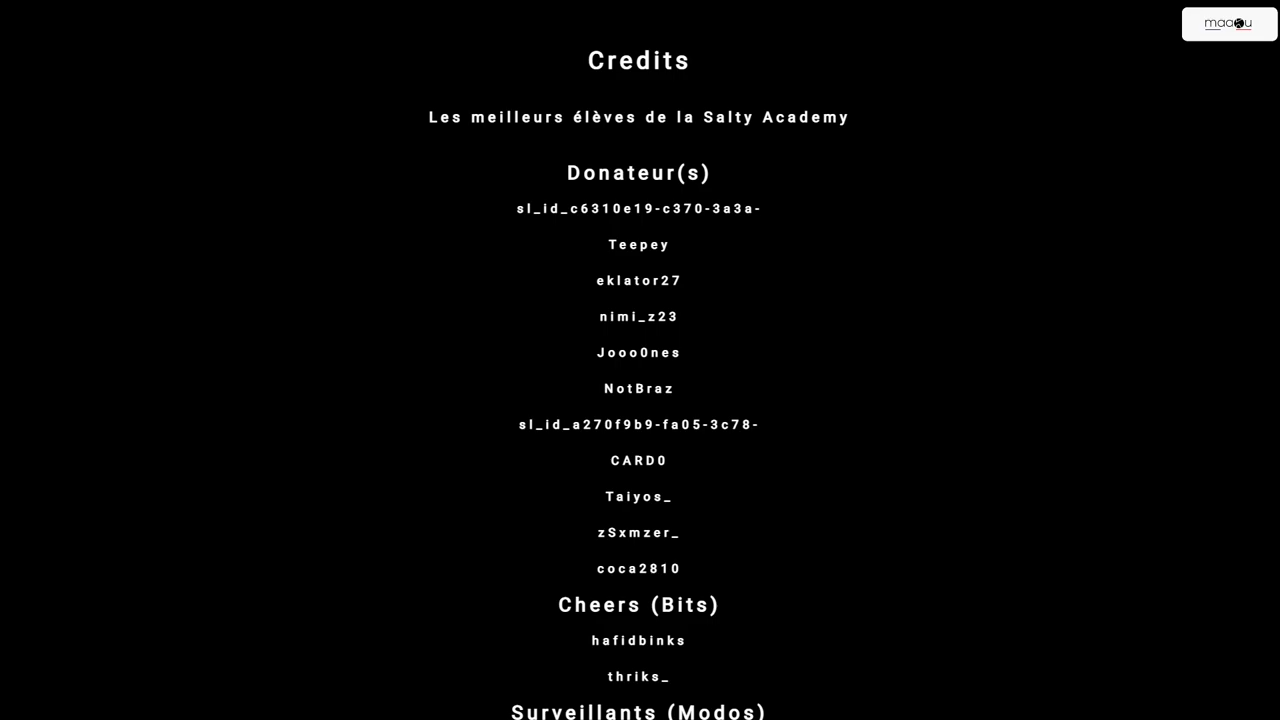 maaku
Credits
Les meilleurs élèves de la Salty Academy
Donateur(s)
sl_id_c6310e19-c370-3a3a-
Teepey
eklator27
nimi_z23
Jooo0nes
NotBraz
sl_id_a270f9b9-fa05-3c78-
CARD0
Taiyos_
zSxmzer_
coca2810
Cheers (Bits)
hafidbinks
thriks_
Surveillants (Modos)